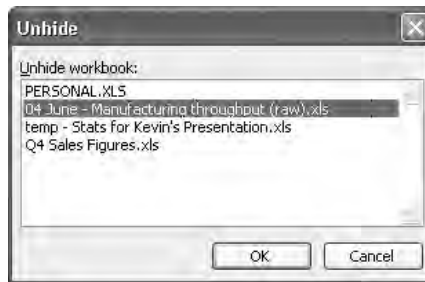 Unhide
Unhide workbook:
PERSONAL.XLS
04 June - Manufacturing throughput (raw).xls
temp - Stats for Kevin's Presentation.xls
Q4 Sales Figures.xls
OK Cancel